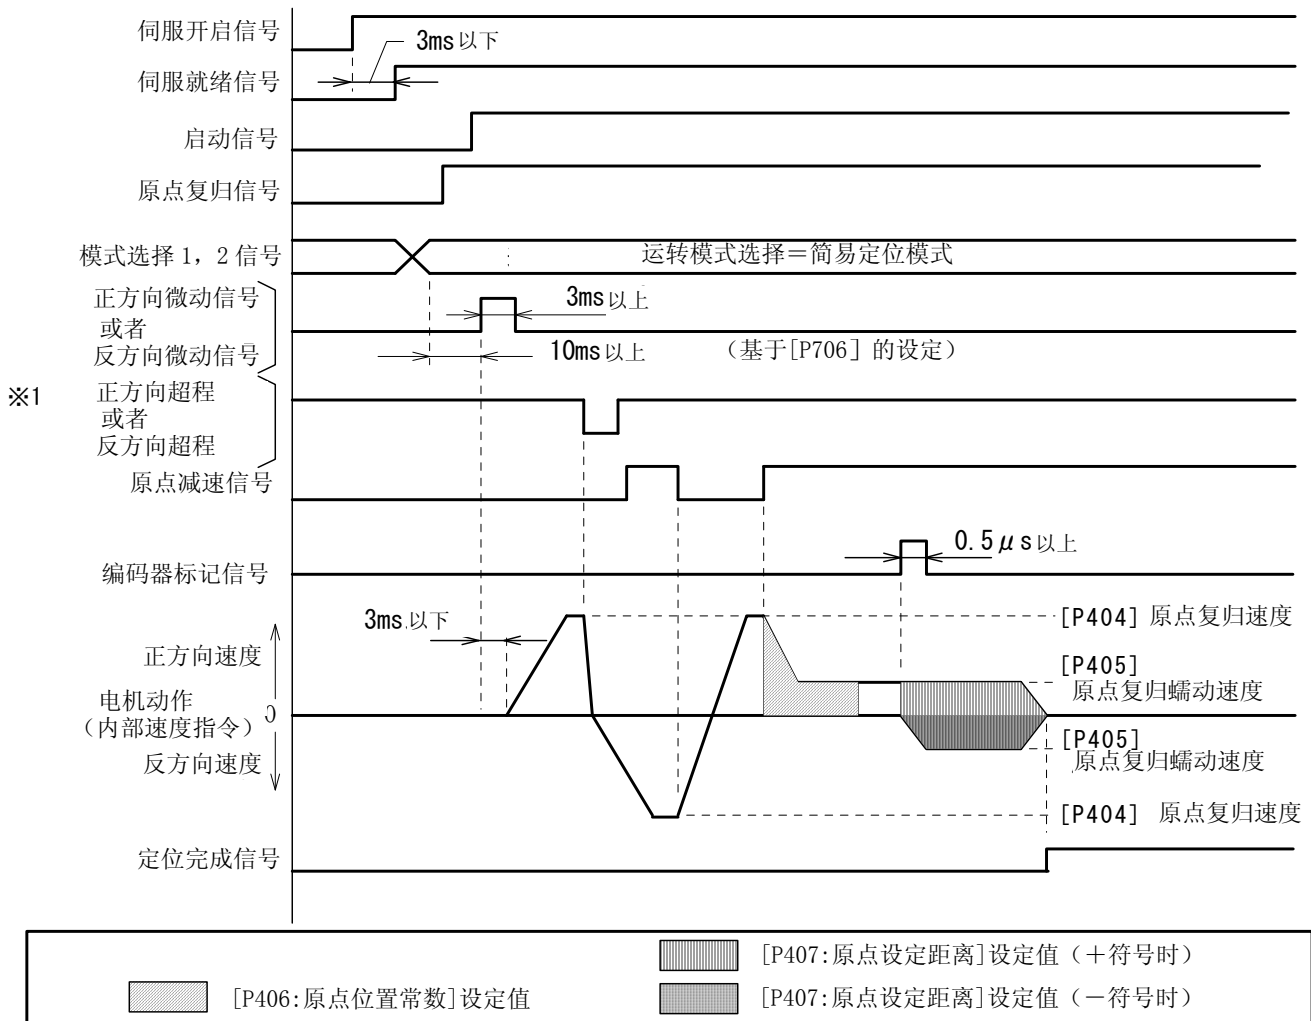 伺服开启信号
3ms以下
伺服就绪信号
启动信号
原点复归信号
模式选择 1，2 信号
运转模式选择＝简易定位模式
正方向微动信号
或者
反方向微动信号
3ms以上
10ms以上
（基于[P706] 的设定）
※1
正方向超程
或者
反方向超程
原点减速信号
编码器标记信号
0.5μs以上
3ms以下
[P404] 原点复归速度
正方向速度
[P405]
原点复归蠕动速度
电机动作
（内部速度指令）
0
反方向速度
[P405]
原点复归蠕动速度
[P404] 原点复归速度
定位完成信号
[P406:原点位置常数]设定值
[P407:原点设定距离]设定值（＋符号时）
[P407:原点设定距离]设定值（－符号时）